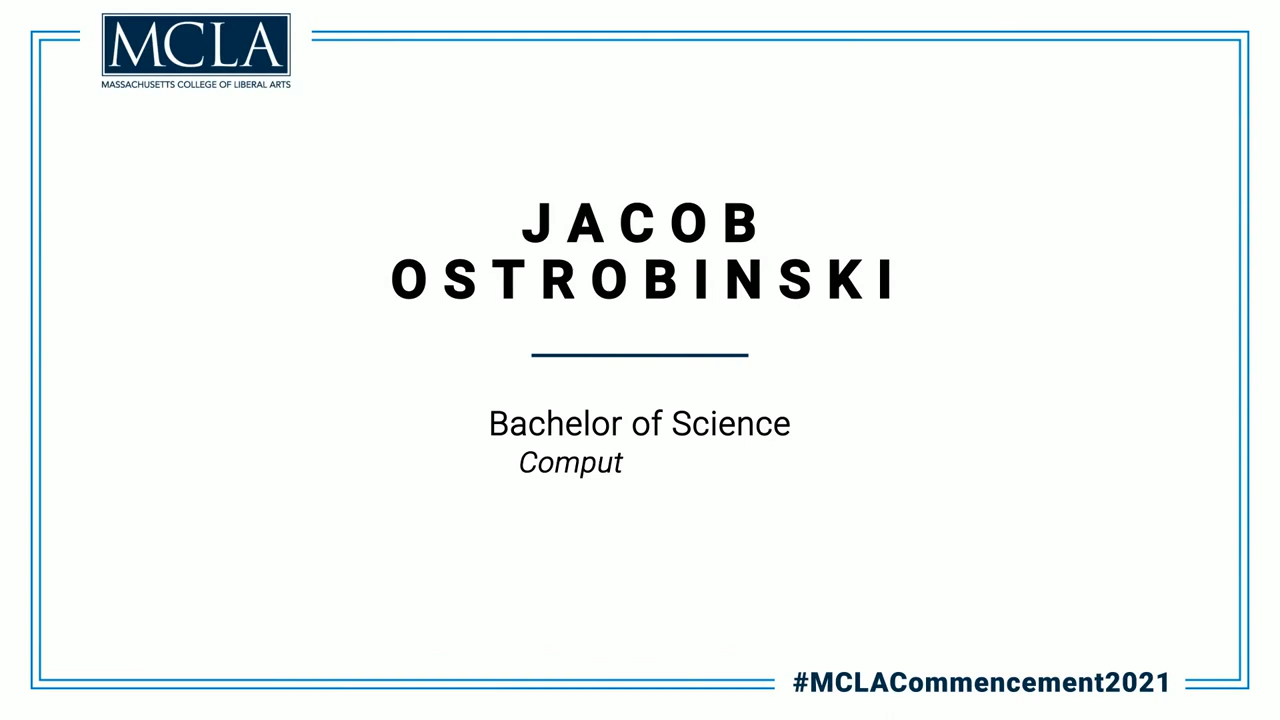 MCLA
MASSACHUSETTS COLLEGE OF LIBERAL ARTS
JACOB
OSTROBINSKI
Bachelor of Science
Comput
#MCLACommencement2021